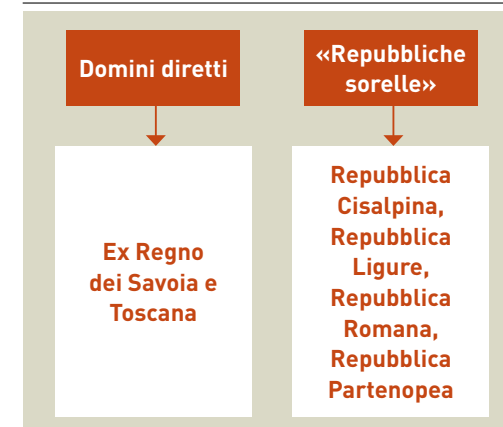 Domini diretti
Ex Regno
dei Savoia e
Toscana
«Repubbliche
sorelle»
Repubblica
Cisalpina,
Repubblica
Ligure,
Repubblica
Romana,
Repubblica
Partenopea